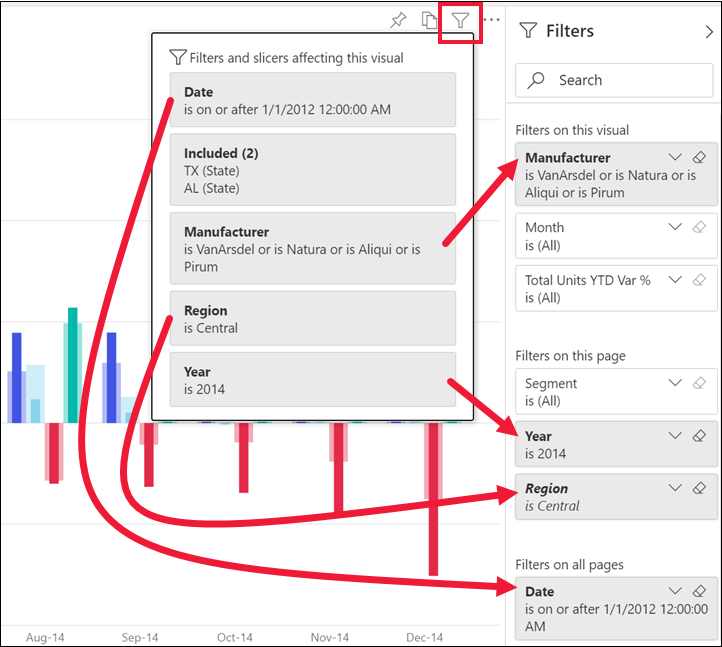 Filters and slicers affecting this visual
Date
is on or after 1/1/2012 12:00:00 AM
Included (2)
TX (State)
AL (State)
Manufacturer
is VanArsdel or is Natura or is Aliqui or is
Pirum
Region
is Central
Year
is 2014
Aug-14
Sep-14
Oct-14
Nov-14
Dec-14
Filters
Search
Filters on this visual
Manufacturer
is VanArsdel or is Natura or is
Aliqui or is Pirum
Month
is (All)
Total Units YTD Var %
is (All)
Filters on this page
Segment
is (All)
Year
is 2014
Region
is Central
Filters on all pages
Date
is on or after 1/1/2012 12:00:00
AM